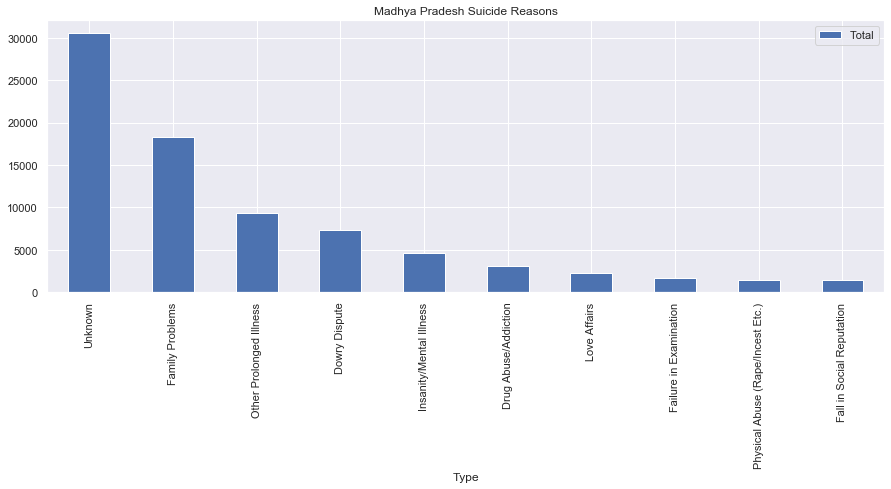 Madhya Pradesh Suicide Reasons
Total
30000
25000
20000
15000
10000
5000
0
Unknown
Family Problems
Other Prolonged Illness
Dowry Dispute
Insanity/Mental Illness
Drug Abuse/Addiction
Love Affairs
Failure in Examination
Physical Abuse (Rape/Incest Etc.)
Fall in Social Reputation
Type